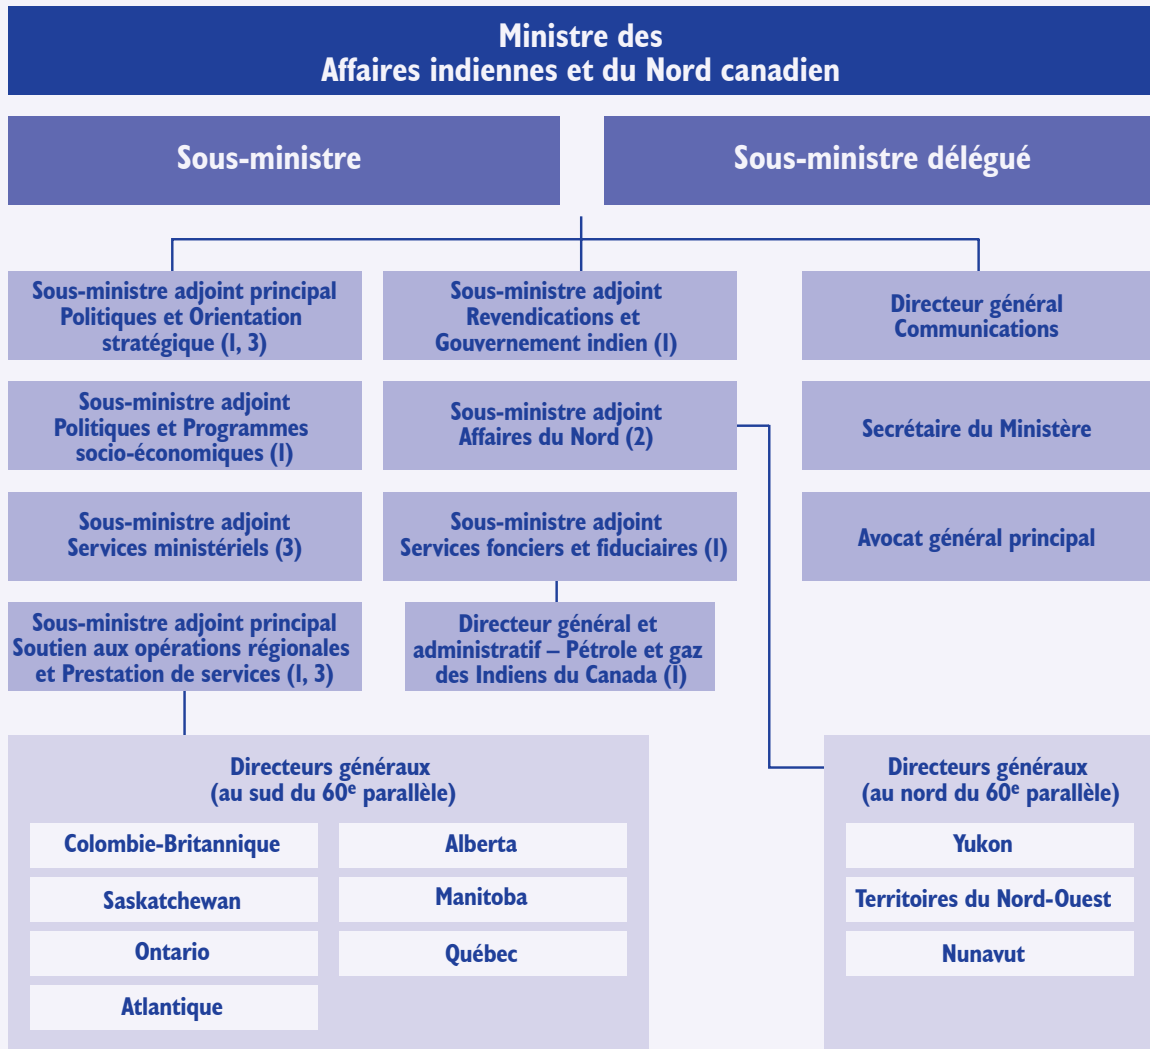 Ministre des
Affaires indiennes et du Nord canadien
Sous-ministre
Sous-ministre délégué
Sous-ministre adjoint principal
Politiques et Orientation
stratégique (1, 3)
Sous-ministre adjoint
Revendications et
Gouvernement indien (1)
Directeur général
Communications
Sous-ministre adjoint
Politiques et Programmes
socio-économiques (1)
Sous-ministre adjoint
Affaires du Nord (2)
Secrétaire du Ministère
Sous-ministre adjoint
Services ministériels (3)
Sous-ministre adjoint
Services fonciers et fiduciaires (1)
Avocat général principal
Sous-ministre adjoint principal
Soutien aux opérations régionales
et Prestation de services (1, 3)
Directeur général et
administratif – Pétrole et gaz
des Indiens du Canada (1)
Directeurs généraux
(au sud du 60e parallèle)
Colombie-Britannique
Alberta
Saskatchewan
Manitoba
Ontario
Québec
Atlantique
Directeurs généraux
(au nord du 60e parallèle)
Yukon
Territoires du Nord-Ouest
Nunavut